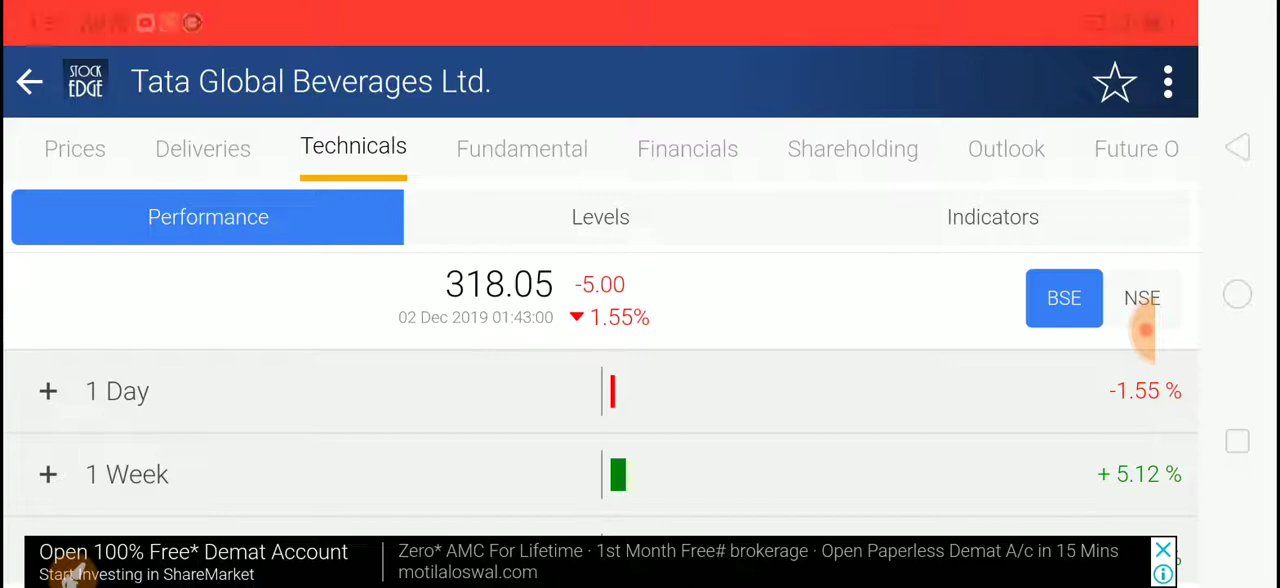 STOCK
EDGE
Tata Global Beverages Ltd.
Prices Deliveries Technicals Fundamental Financials Shareholding Outlook Future O
Performance Levels Indicators
318.05 -5.00
02 Dec 2019 01:43:00 ▼ 1.55%
BSE NSE
+ 1 Day -1.55 %
+ 1 Week + 5.12 %
Open 100% Free* Demat Account
Start Investing in ShareMarket
Zero* AMC For Lifetime · 1st Month Free# brokerage · Open Paperless Demat A/c in 15 Mins
motilaloswal.com